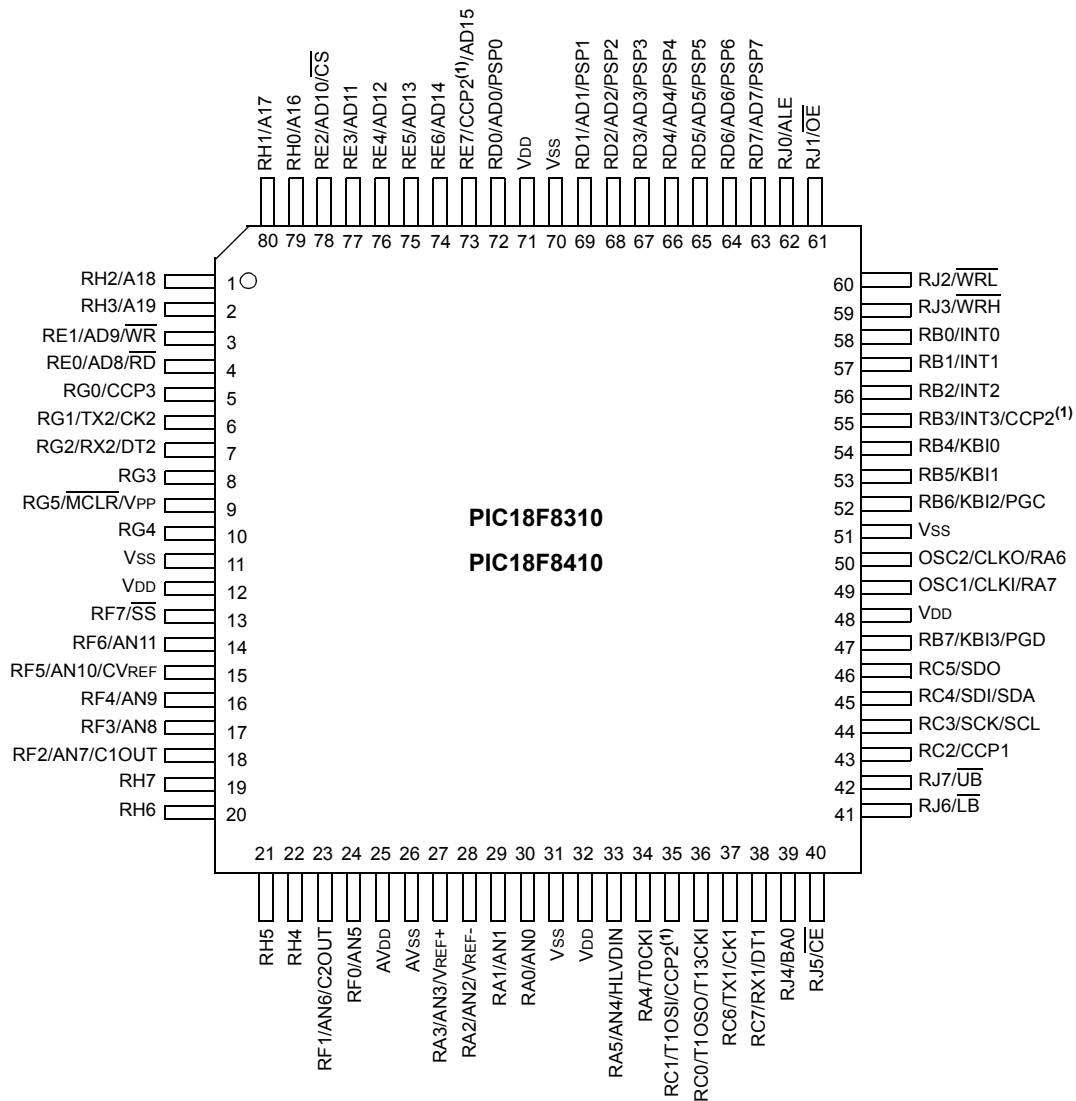 RH1/A17
RH0/A16
RE2/AD10/CS
RE3/AD11
RE4/AD12
RE5/AD13
RE6/AD14
RE7/CCP2(1)/AD15
RD0/AD0/PSP0
VDD
VSS
RD1/AD1/PSP1
RD2/AD2/PSP2
RD3/AD3/PSP3
RD4/AD4/PSP4
RD5/AD5/PSP5
RD6/AD6/PSP6
RD7/AD7/PSP7
RJ0/ALE
RJ1/OE
80 79 78 77 76 75 74 73 72 71 70 69 68 67 66 65 64 63 62 61
RH2/A18 1
RH3/A19 2
RE1/AD9/WR 3
RE0/AD8/RD 4
RG0/CCP3 5
RG1/TX2/CK2 6
RG2/RX2/DT2 7
RG3 8
RG5/MCLR/VPP 9
RG4 10
VSS 11
VDD 12
RF7/SS 13
RF6/AN11 14
RF5/AN10/CVREF 15
RF4/AN9 16
RF3/AN8 17
RF2/AN7/C1OUT 18
RH7 19
RH6 20
PIC18F8310
PIC18F8410
60 RJ2/WRL
59 RJ3/WRH
58 RB0/INT0
57 RB1/INT1
56 RB2/INT2
55 RB3/INT3/CCP2(1)
54 RB4/KBI0
53 RB5/KBI1
52 RB6/KBI2/PGC
51 VSS
50 OSC2/CLKO/RA6
49 OSC1/CLKI/RA7
48 VDD
47 RB7/KBI3/PGD
46 RC5/SDO
45 RC4/SDI/SDA
44 RC3/SCK/SCL
43 RC2/CCP1
42 RJ7/UB
41 RJ6/LB
21 22 23 24 25 26 27 28 29 30 31 32 33 34 35 36 37 38 39 40
RH5
RH4
RF1/AN6/C2OUT
RF0/AN5
AVDD
AVSS
RA3/AN3/VREF+
RA2/AN2/VREF-
RA1/AN1
RA0/AN0
VSS
VDD
RA5/AN4/HLVDIN
RA4/T0CKI
RC1/T1OSI/CCP2(1)
RC0/T1OSO/T13CKI
RC6/TX1/CK1
RC7/RX1/DT1
RJ4/BA0
RJ5/CE